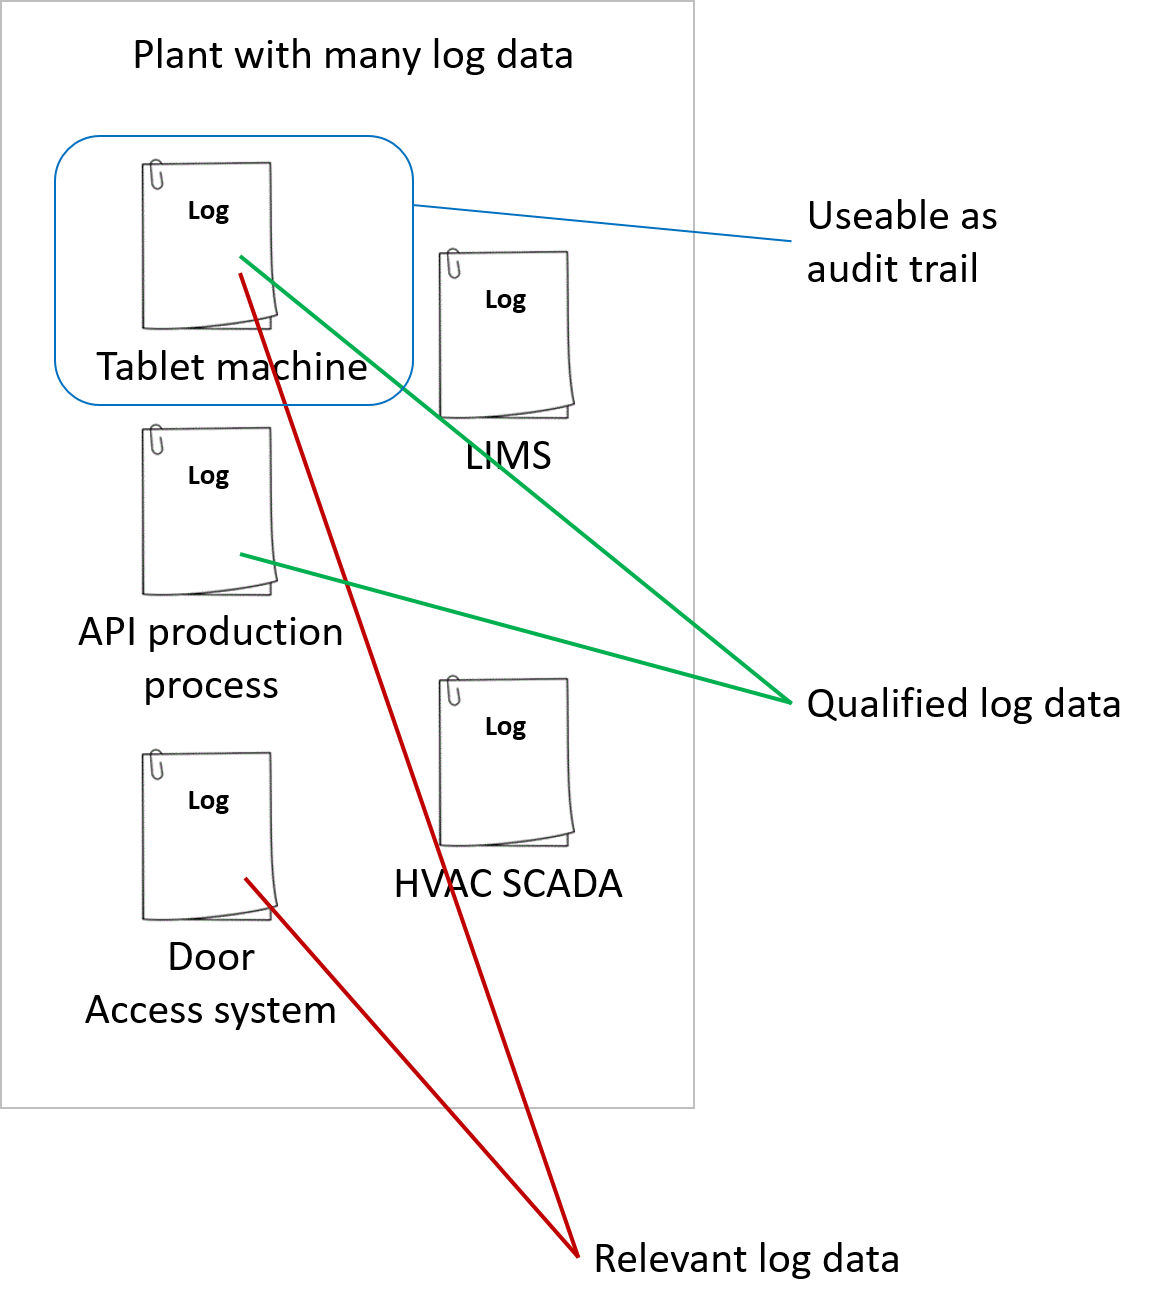 Plant with many log data
Log
Tablet machine
Useable as
audit trail
Log
LIMS
Log
API production
process
Qualified log data
Log
HVAC SCADA
Log
Door
Access system
Relevant log data